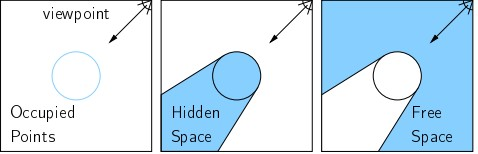 viewpoint
Occupied
Points
Hidden
Space
Free
Space